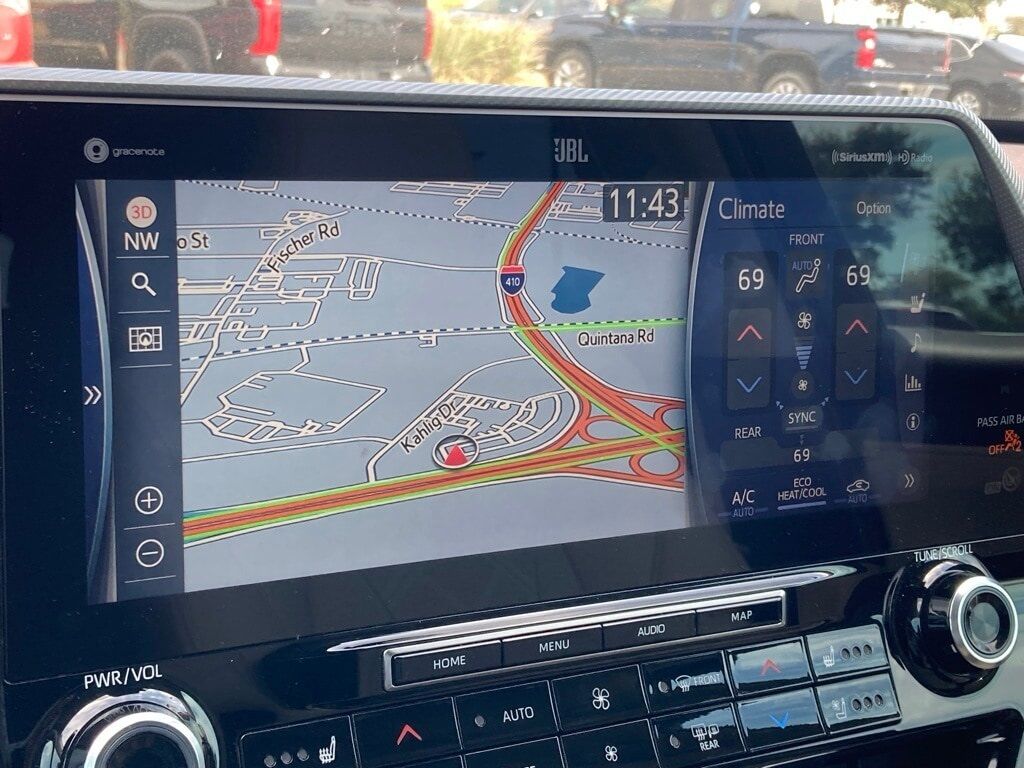 gracenote
JBL
((SiriusXM)) HD Radio
3D
NW
o St
Fischer Rd
11:43
410
Quintana Rd
Kahlig Dr
Climate
Option
FRONT
69
AUTO
69
SYNC
REAR
69
A/C
AUTO
ECO
HEAT/COOL
AUTO
PASS AIR BA
OFF
2
TUNE/SCROLL
PWR/VOL
HOME
MENU
AUDIO
MAP
AUTO
FRONT
REAR